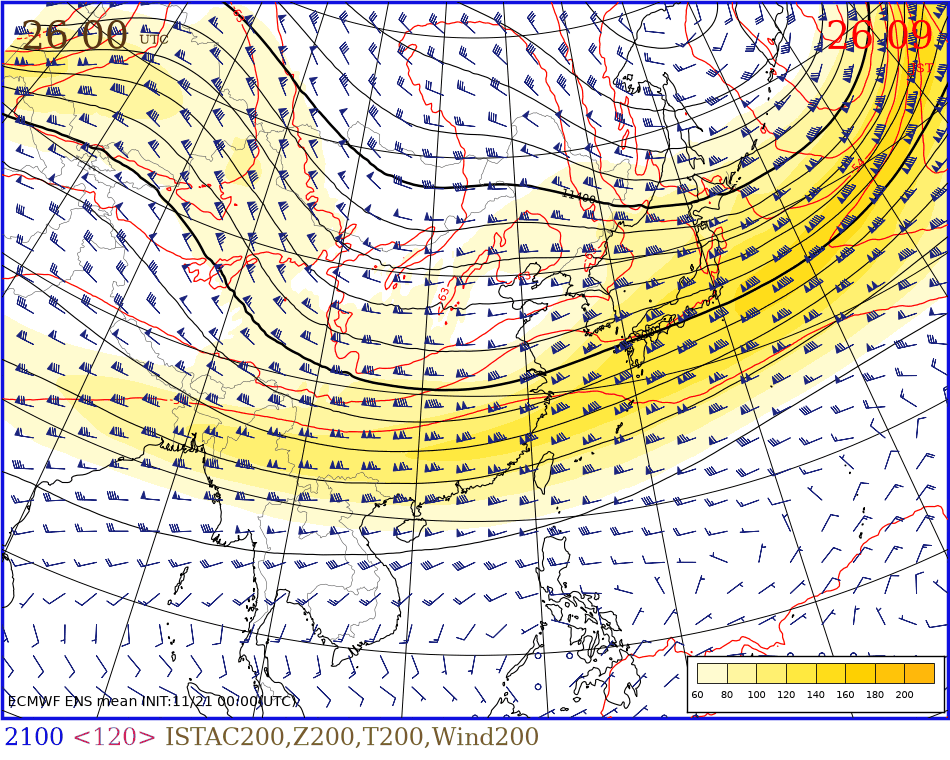 26 00 UTC
26 09 JST
11400
63
ECMWF ENS mean INIT:11/21 00:00(UTC)
60 80 100 120 140 160 180 200
2100 <120> ISTAC200,Z200,T200,Wind200